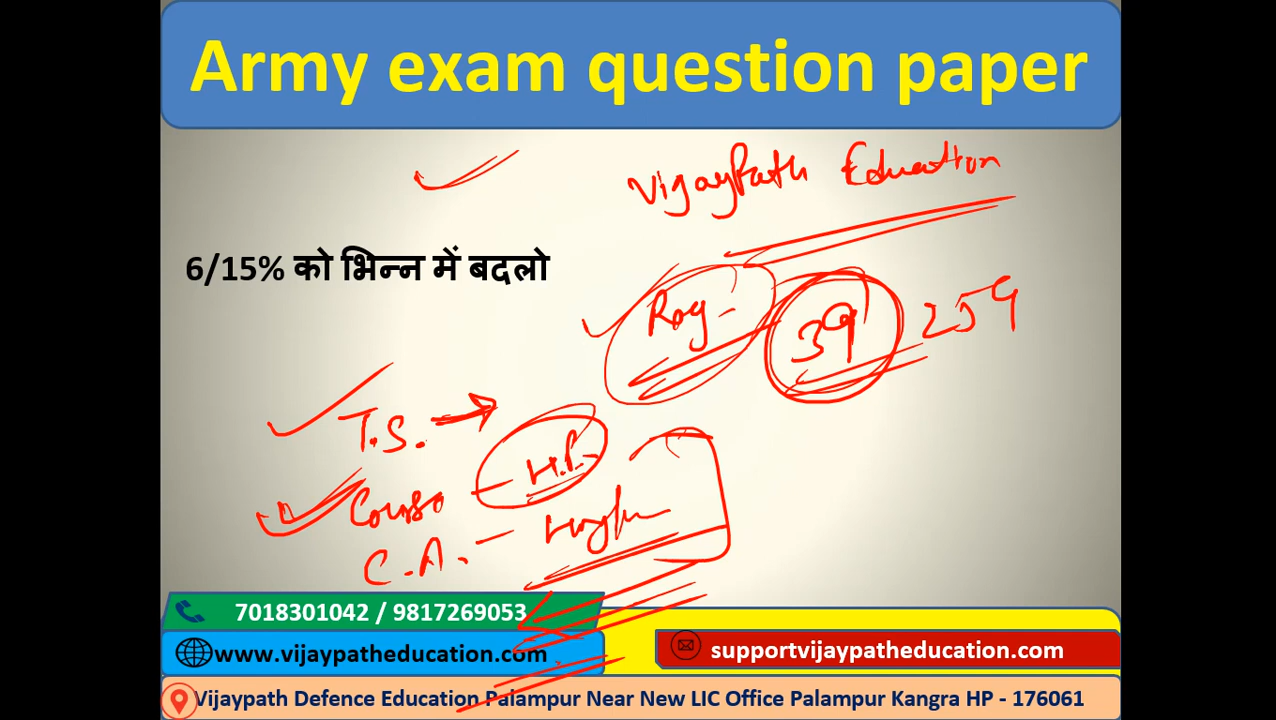 Army exam question paper
VijayPath Education
6/15% को भिन्न में बदलो
39 259
T.S.
H.P.
Course
C.A.
7018301042 / 9817269053
www.vijaypatheducation.com
supportvijaypatheducation.com
Vijaypath Defence Education Palampur Near New LIC Office Palampur Kangra HP - 176061